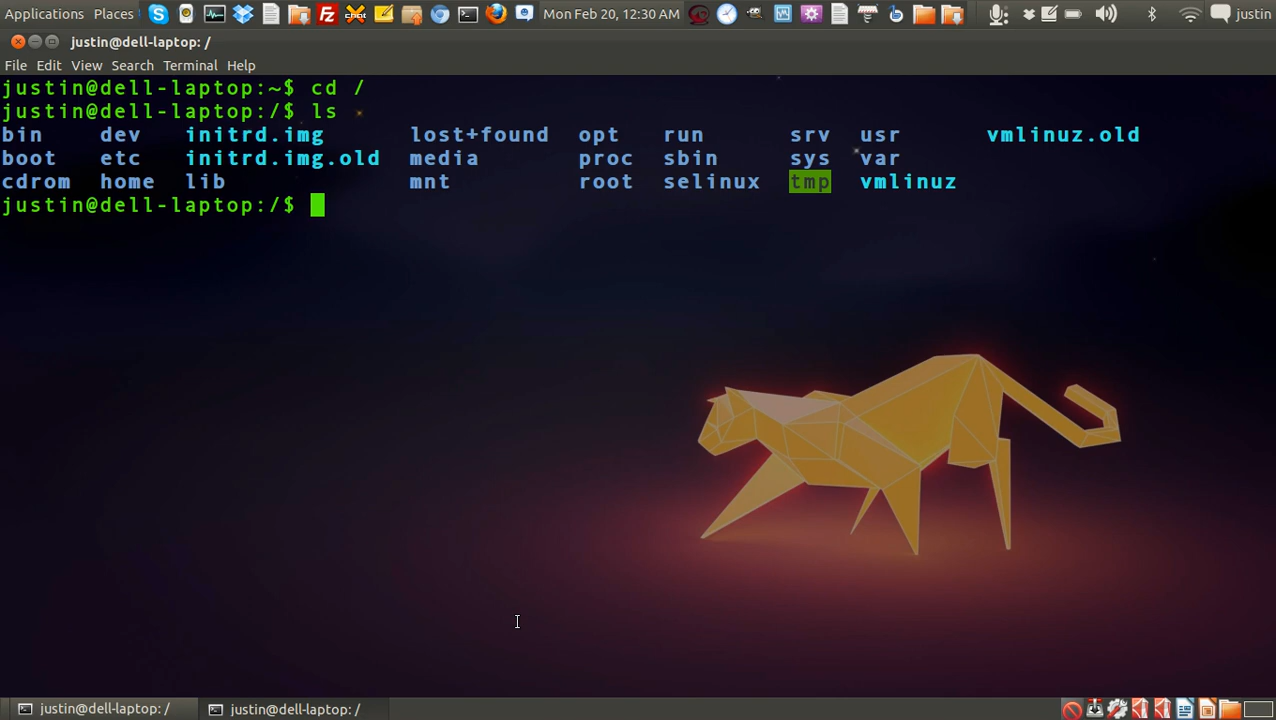 Applications Places Mon Feb 20, 12:30 AM justin
justin@dell-laptop: /
File Edit View Search Terminal Help
justin@dell-laptop:~$ cd /
justin@dell-laptop:/$ ls
bin dev initrd.img lost+found opt run srv usr vmlinuz.old
boot etc initrd.img.old media proc sbin sys var
cdrom home lib mnt root selinux tmp vmlinuz
justin@dell-laptop:/$
justin@dell-laptop: / justin@dell-laptop: /